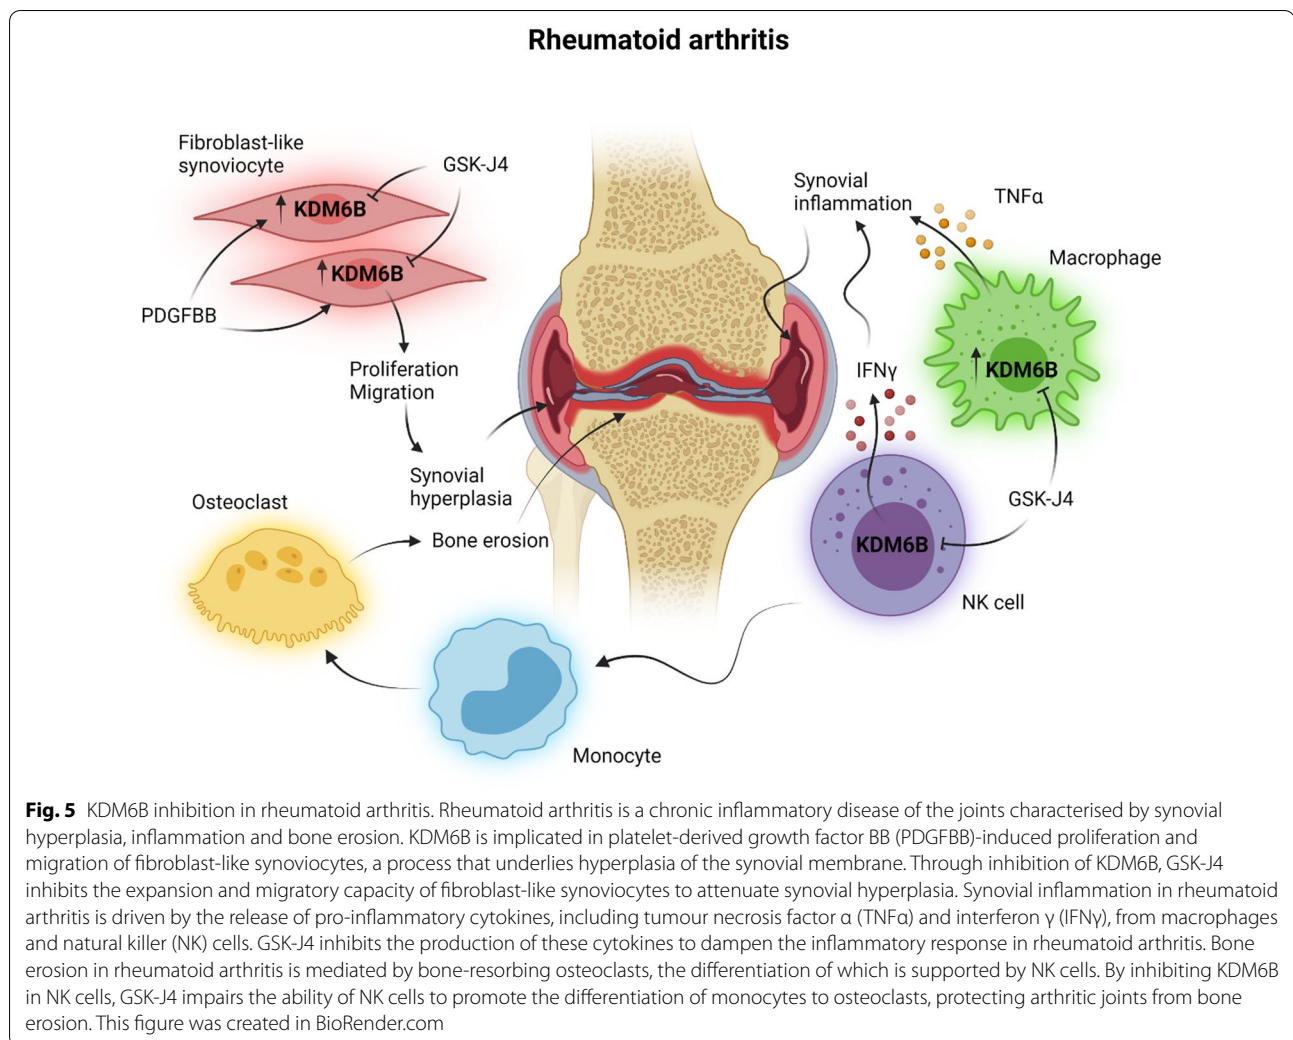 Rheumatoid arthritis
Fibroblast-like
synoviocyte
GSK-J4
↑ KDM6B
↑ KDM6B
PDGFBB
Proliferation
Migration
Synovial
hyperplasia
Osteoclast
Bone erosion
Monocyte
Synovial
inflammation
TNFα
Macrophage
↑ KDM6B
IFNγ
GSK-J4
KDM6B
NK cell
Fig. 5 KDM6B inhibition in rheumatoid arthritis. Rheumatoid arthritis is a chronic inflammatory disease of the joints characterised by synovial
hyperplasia, inflammation and bone erosion. KDM6B is implicated in platelet-derived growth factor BB (PDGFBB)-induced proliferation and
migration of fibroblast-like synoviocytes, a process that underlies hyperplasia of the synovial membrane. Through inhibition of KDM6B, GSK-J4
inhibits the expansion and migratory capacity of fibroblast-like synoviocytes to attenuate synovial hyperplasia. Synovial inflammation in rheumatoid
arthritis is driven by the release of pro-inflammatory cytokines, including tumour necrosis factor α (TNFα) and interferon γ (IFNγ), from macrophages
and natural killer (NK) cells. GSK-J4 inhibits the production of these cytokines to dampen the inflammatory response in rheumatoid arthritis. Bone
erosion in rheumatoid arthritis is mediated by bone-resorbing osteoclasts, the differentiation of which is supported by NK cells. By inhibiting KDM6B
in NK cells, GSK-J4 impairs the ability of NK cells to promote the differentiation of monocytes to osteoclasts, protecting arthritic joints from bone
erosion. This figure was created in BioRender.com